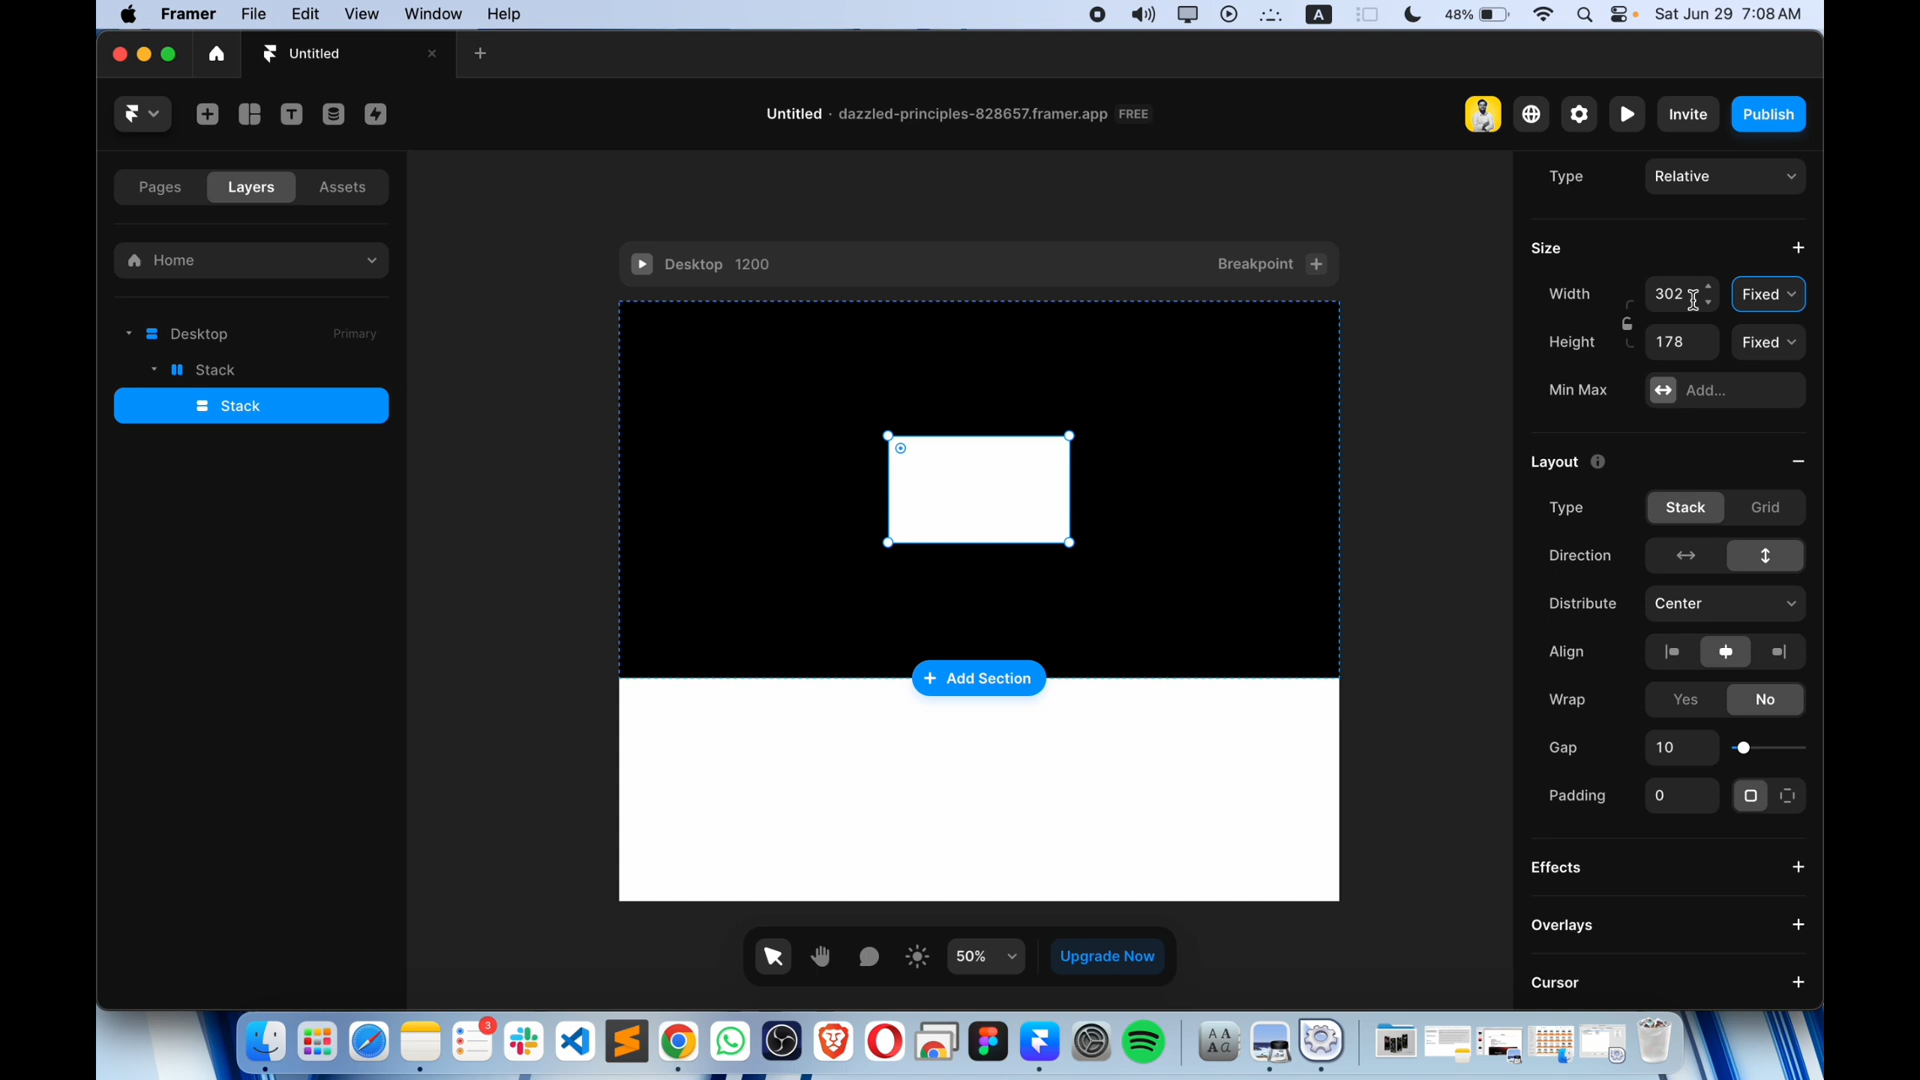 Framer File Edit View Window Help A 48% Sat Jun 29 7:08 AM
Untitled
Untitled · dazzled-principles-828657.framer.app FREE Invite Publish
Pages Layers Assets
Home
Desktop Primary
Stack
Stack
Desktop 1200 Breakpoint
Add Section
50% Upgrade Now
Type Relative
Size
Width 302 Fixed
Height 178 Fixed
Min Max Add...
Layout
Type Stack Grid
Direction
Distribute Center
Align
Wrap Yes No
Gap 10
Padding 0
Effects
Overlays
Cursor
3
A A
A a